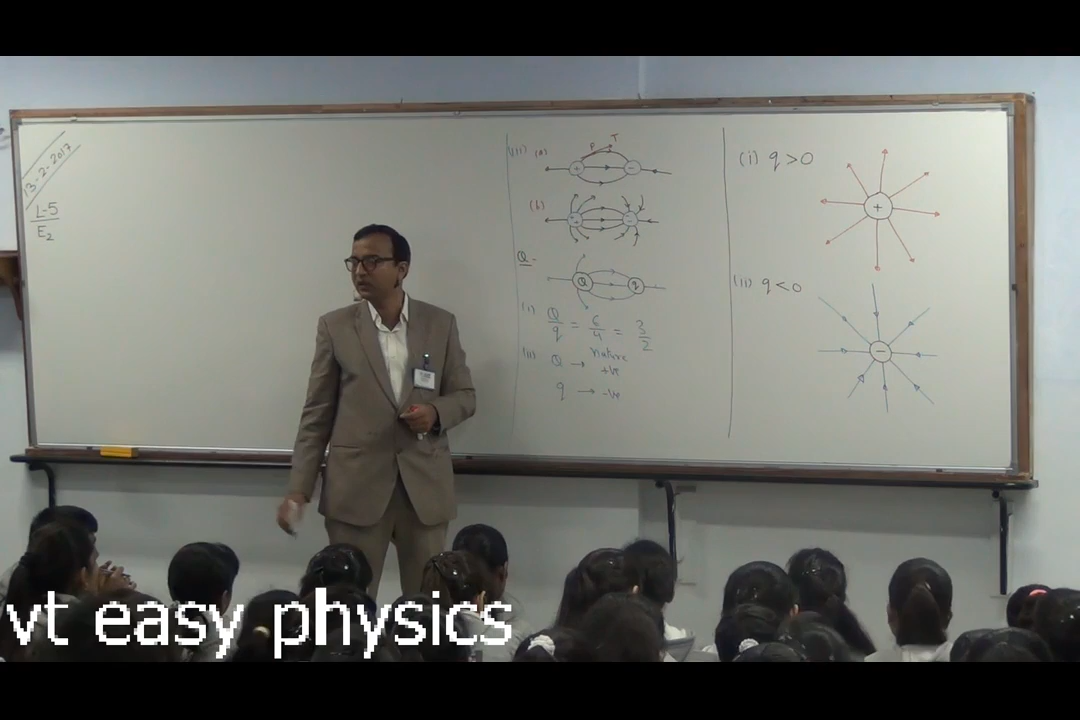 13-2-2017
L-5
E2
(iii) (a) P T
+ -
(b)
+ -
Q-
Q q
(i) Q/q = 6/4 = 3/2
(ii) Q → nature
+ve
q → -ve
(i) q>0
+
(ii) q<0
-
vt easy physics